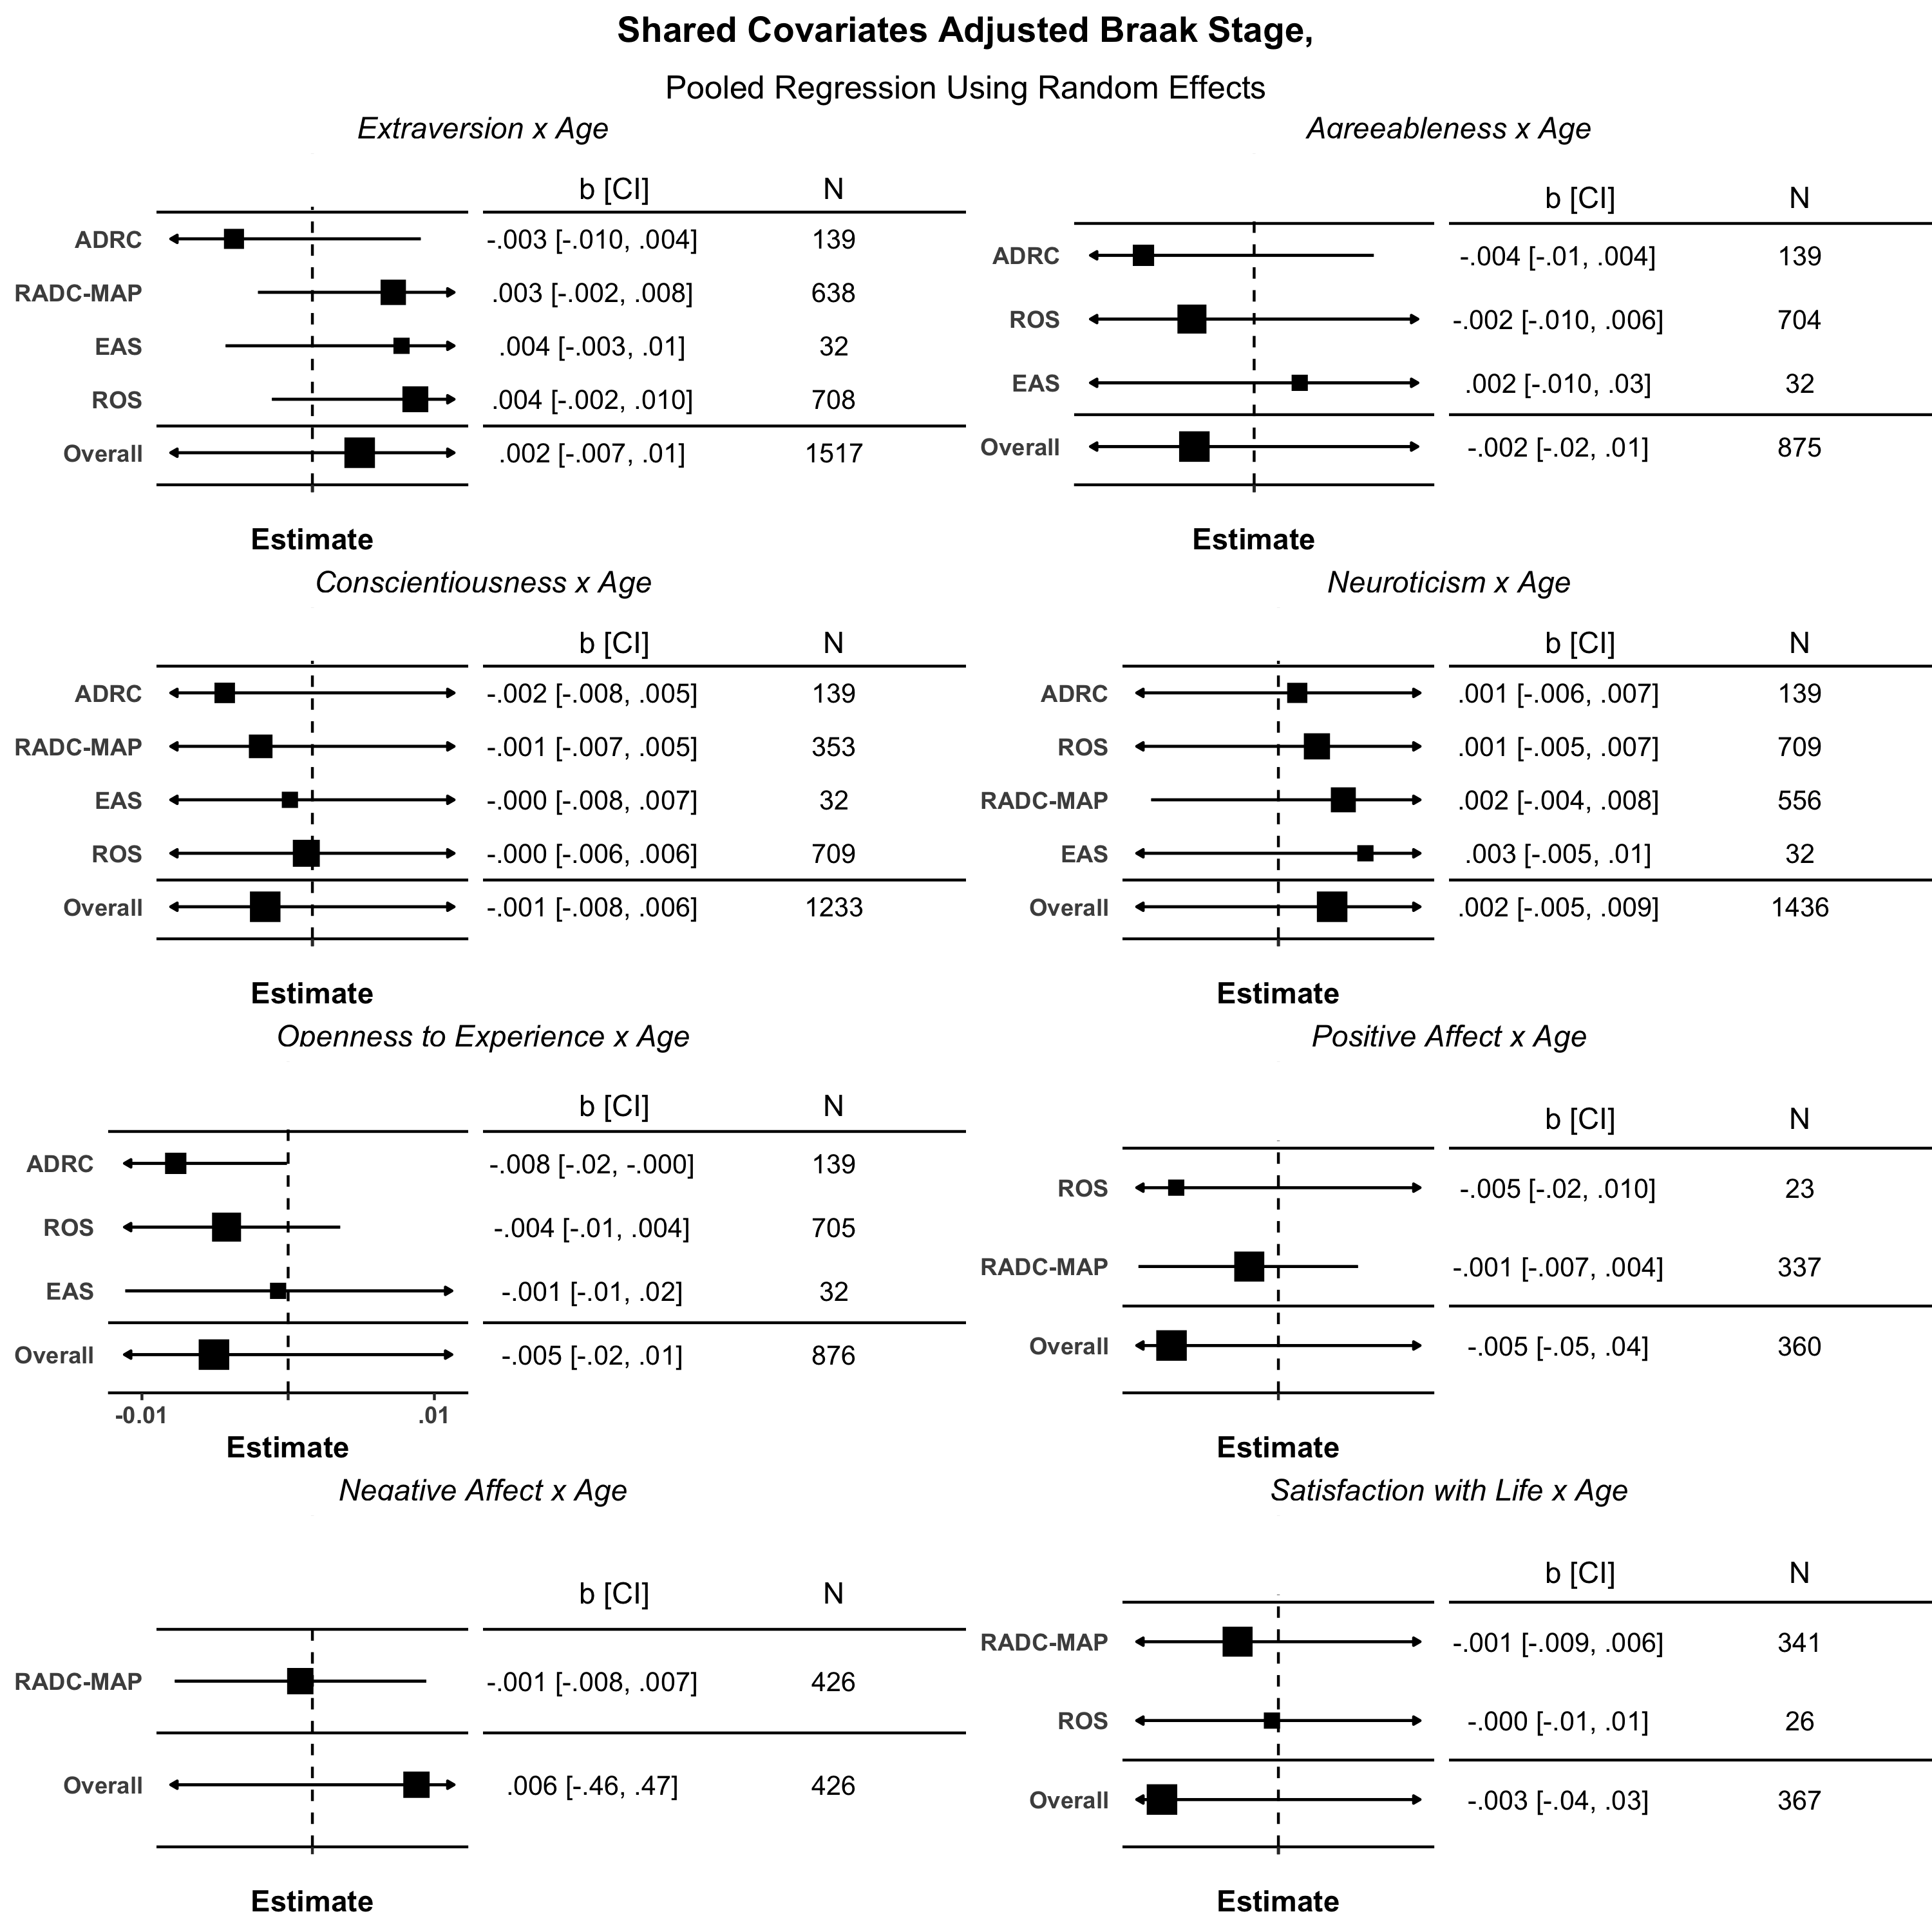 Shared Covariates Adjusted Braak Stage,
Pooled Regression Using Random Effects
Extraversion x Age
b [CI] N
ADRC -.003 [-.010, .004] 139
RADC-MAP .003 [-.002, .008] 638
EAS .004 [-.003, .01] 32
ROS .004 [-.002, .010] 708
Overall .002 [-.007, .01] 1517
Estimate
Agreeableness x Age
b [CI] N
ADRC -.004 [-.01, .004] 139
ROS -.002 [-.010, .006] 704
EAS .002 [-.010, .03] 32
Overall -.002 [-.02, .01] 875
Estimate
Conscientiousness x Age
b [CI] N
ADRC -.002 [-.008, .005] 139
RADC-MAP -.001 [-.007, .005] 353
EAS -.000 [-.008, .007] 32
ROS -.000 [-.006, .006] 709
Overall -.001 [-.008, .006] 1233
Estimate
Neuroticism x Age
b [CI] N
ADRC .001 [-.006, .007] 139
ROS .001 [-.005, .007] 709
RADC-MAP .002 [-.004, .008] 556
EAS .003 [-.005, .01] 32
Overall .002 [-.005, .009] 1436
Estimate
Openness to Experience x Age
b [CI] N
ADRC -.008 [-.02, -.000] 139
ROS -.004 [-.01, .004] 705
EAS -.001 [-.01, .02] 32
Overall -.005 [-.02, .01] 876
-0.01 .01
Estimate
Positive Affect x Age
b [CI] N
ROS -.005 [-.02, .010] 23
RADC-MAP -.001 [-.007, .004] 337
Overall -.005 [-.05, .04] 360
Estimate
Negative Affect x Age
b [CI] N
RADC-MAP -.001 [-.008, .007] 426
Overall .006 [-.46, .47] 426
Estimate
Satisfaction with Life x Age
b [CI] N
RADC-MAP -.001 [-.009, .006] 341
ROS -.000 [-.01, .01] 26
Overall -.003 [-.04, .03] 367
Estimate